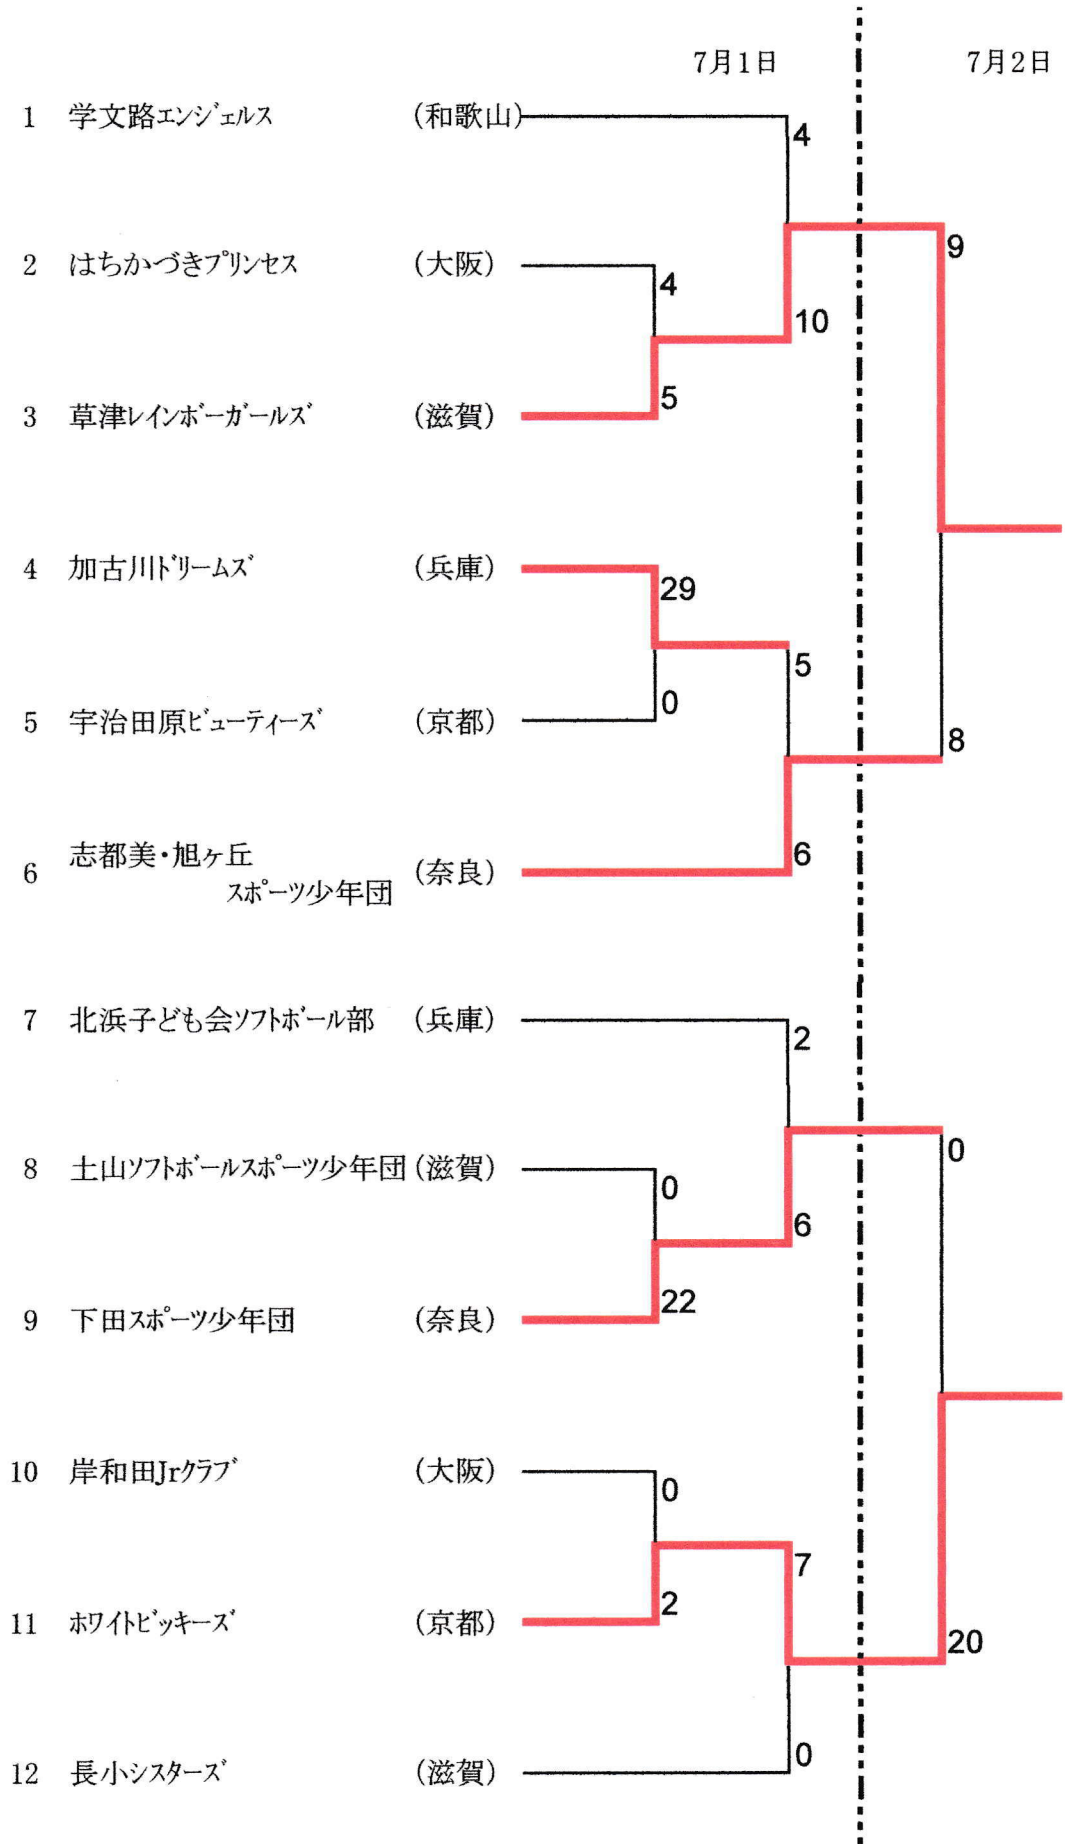 7月1日 7月2日
1 学文路エンジェルス (和歌山)
4
9
2 はちかづきプリンセス (大阪)
4
10
3 草津レインボーガールズ (滋賀)
5
4 加古川ドリームズ (兵庫)
29
5
5 宇治田原ビューティーズ (京都)
0
8
志都美・旭ヶ丘
6 スポーツ少年団 (奈良)
6
7 北浜子ども会ソフトボール部 (兵庫)
2
0
8 土山ソフトボールスポーツ少年団 (滋賀)
0
6
9 下田スポーツ少年団 (奈良)
22
10 岸和田Jrクラブ (大阪)
0
7
11 ホワイトビッキーズ (京都)
2
20
12 長小シスターズ (滋賀)
0